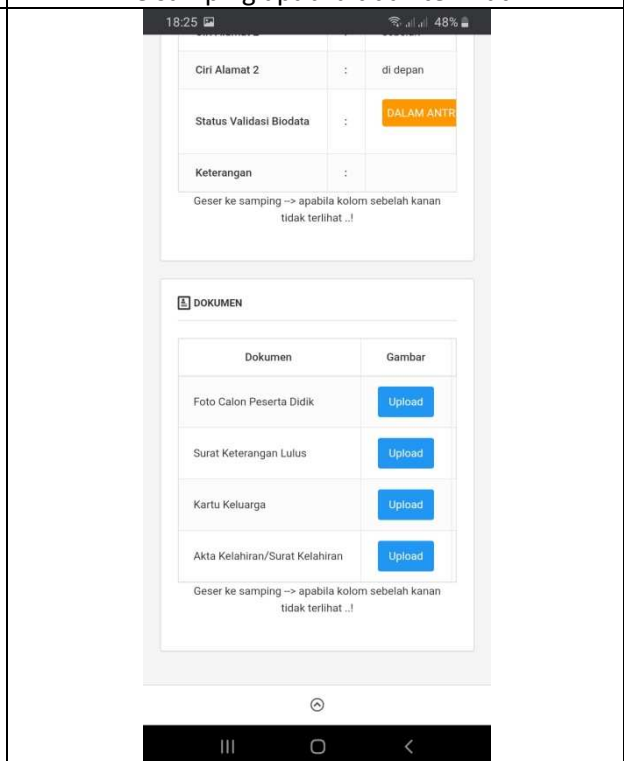 18:25 48%
Ciri Alamat 2 : di depan
Status Validasi Biodata : DALAM ANTR
Keterangan :
Geser ke samping --> apabila kolom sebelah kanan
tidak terlihat ..!
DOKUMEN
Dokumen Gambar
Foto Calon Peserta Didik Upload
Surat Keterangan Lulus Upload
Kartu Keluarga Upload
Akta Kelahiran/Surat Kelahiran Upload
Geser ke samping --> apabila kolom sebelah kanan
tidak terlihat ..!